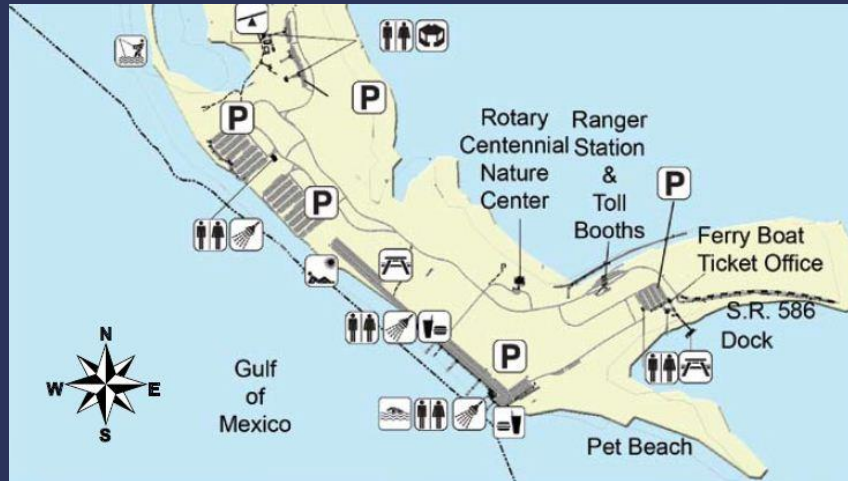 P
P
P
Rotary
Centennial
Nature
Center
Ranger
Station
&
Toll
Booths
P
Ferry Boat
Ticket Office
S.R. 586
Dock
N
W E
S
Gulf
of
Mexico
P
Pet Beach